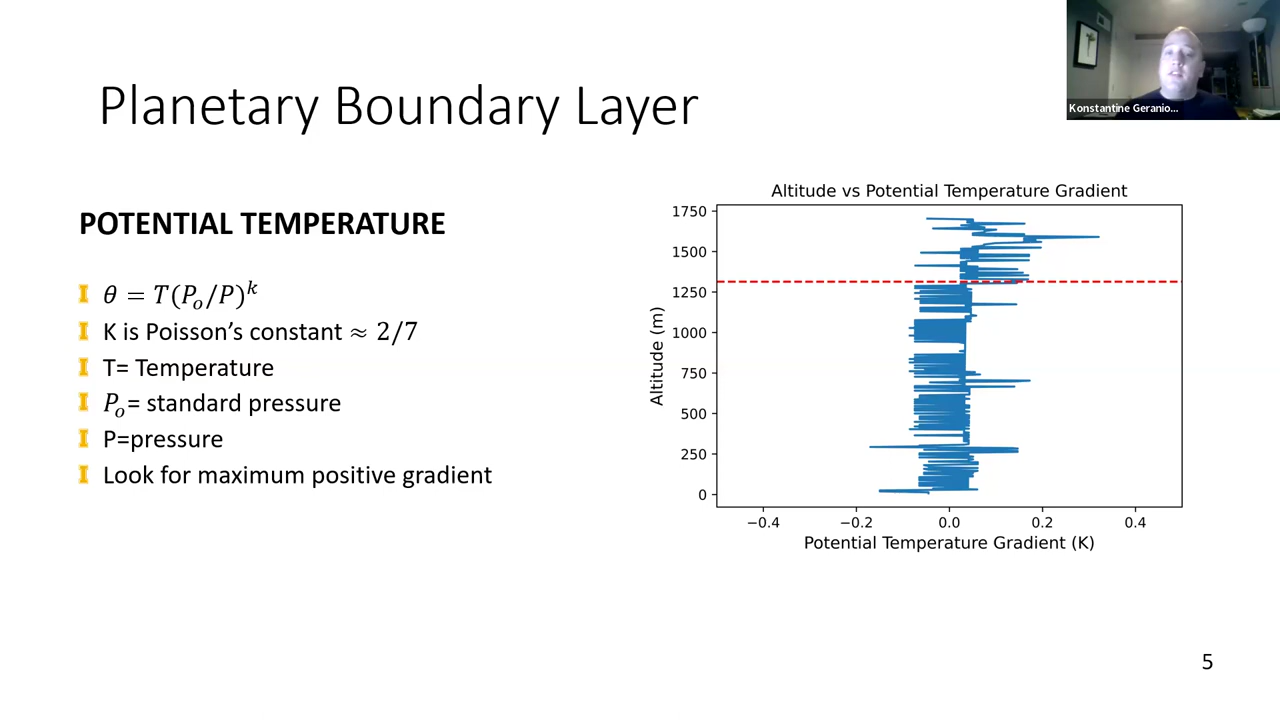 Planetary Boundary Layer
Konstantine Geranio...
POTENTIAL TEMPERATURE
θ = T(Pₒ/P)ᵏ
K is Poisson’s constant ≈ 2/7
T= Temperature
Pₒ= standard pressure
P=pressure
Look for maximum positive gradient
Altitude vs Potential Temperature Gradient
Altitude (m)
1750
1500
1250
1000
750
500
250
0
−0.4 −0.2 0.0 0.2 0.4
Potential Temperature Gradient (K)
5